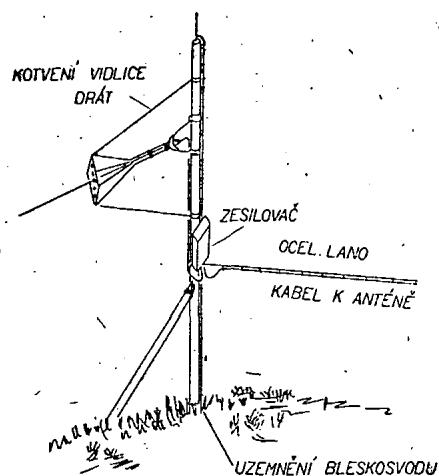 KOTVENÍ VIDLICE
DRÁT
ZESILOVAČ
OCEL. LANO
KABEL K ANTÉNĚ
UZEMNĚNÍ BLESKOSVODU